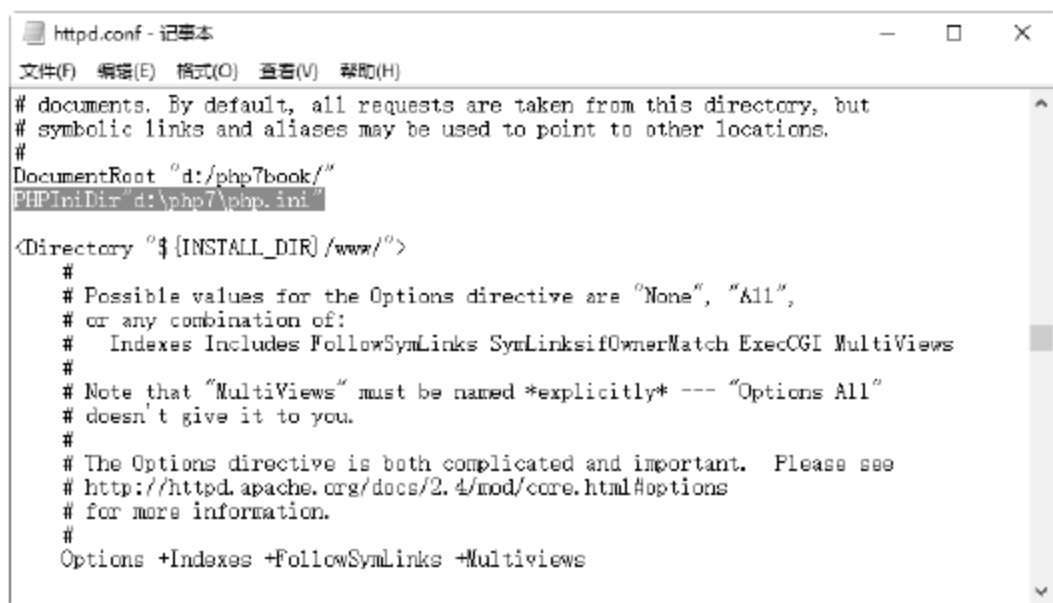 httpd.conf - 记事本
文件(F) 编辑(E) 格式(O) 查看(V) 帮助(H)
# documents. By default, all requests are taken from this directory, but
# symbolic links and aliases may be used to point to other locations.
#
DocumentRoot "d:/php7book/"
PHPIniDir"d:\php7\php.ini"
<Directory "${INSTALL_DIR}/www/">
#
# Possible values for the Options directive are "None", "All",
# or any combination of:
#   Indexes Includes FollowSymLinks SymLinksifOwnerMatch ExecCGI MultiViews
#
# Note that "MultiViews" must be named *explicitly* --- "Options All"
# doesn't give it to you.
#
# The Options directive is both complicated and important.  Please see
# http://httpd.apache.org/docs/2.4/mod/core.html#options
# for more information.
#
Options +Indexes +FollowSymLinks +Multiviews